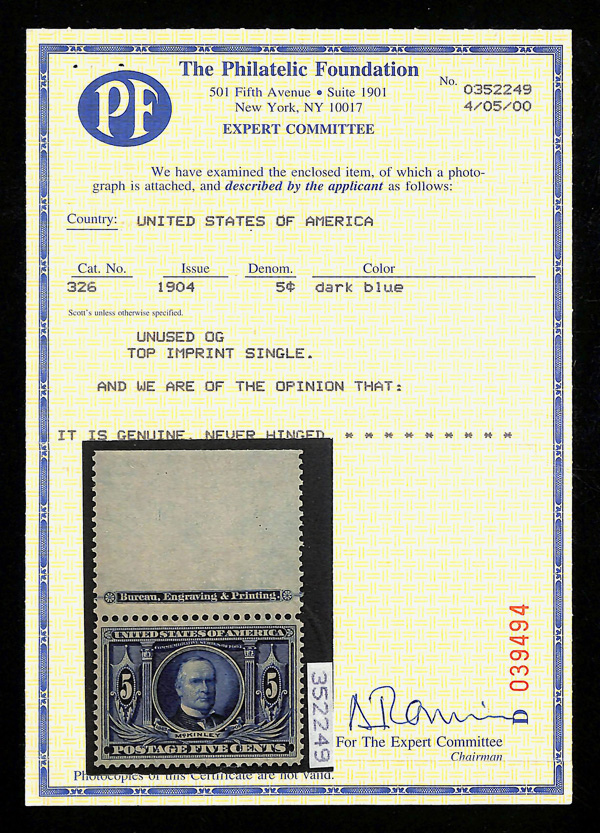 PF
The Philatelic Foundation
501 Fifth Avenue • Suite 1901
New York, NY 10017
EXPERT COMMITTEE
No. 0352249
4/05/00
We have examined the enclosed item, of which a photo-
graph is attached, and described by the applicant as follows:
Country: UNITED STATES OF AMERICA
Cat. No. Issue Denom. Color
326 1904 5¢ dark blue
Scott's unless otherwise specified.
UNUSED OG
TOP IMPRINT SINGLE.
AND WE ARE OF THE OPINION THAT:
IT IS GENUINE, NEVER HINGED * * * * * * * * *
Bureau, Engraving & Printing.
UNITED STATES OF AMERICA
COMMEMORATIVE SERIES OF 1904
5 5
McKINLEY
POSTAGE FIVE CENTS
352249
D 039494
For The Expert Committee
Chairman
Photocopies of this Certificate are not valid.